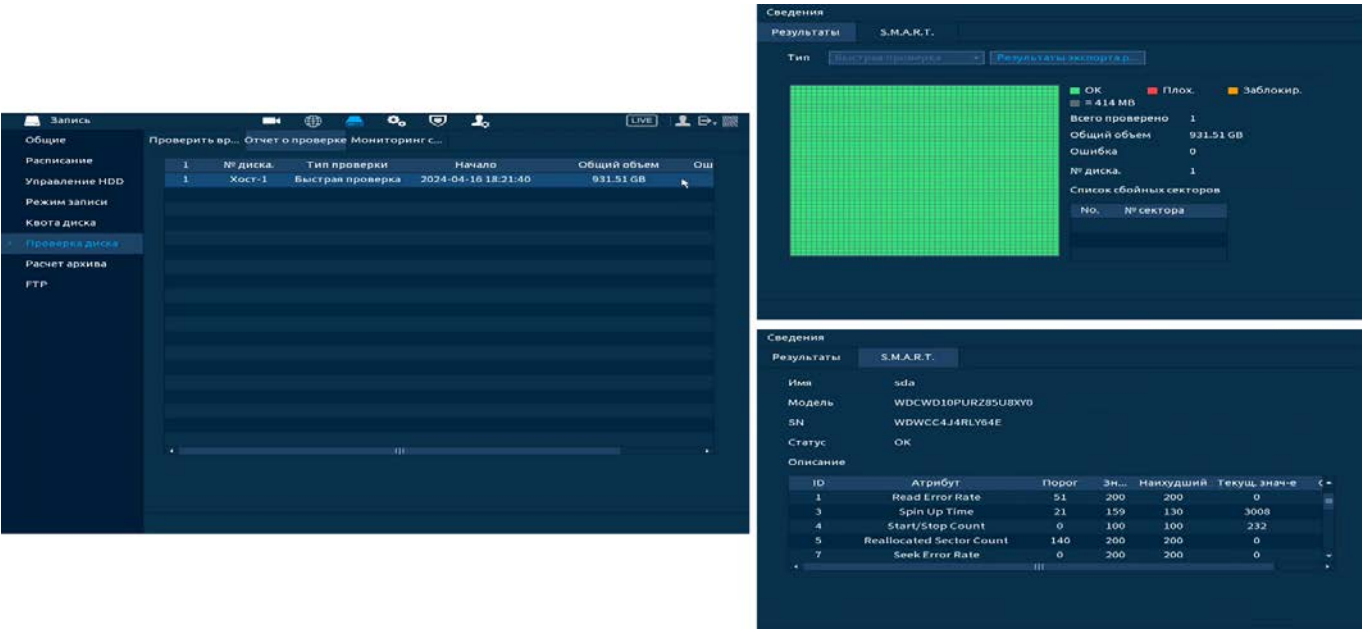 Запись
LIVE
Общие
Расписание
Управление HDD
Режим записи
Квота диска
Проверка диска
Расчет архива
FTP
Проверить вр... Отчет о проверке Мониторинг с...
1 № диска. Тип проверки Начало Общий объем Ош
1 Хост-1 Быстрая проверка 2024-04-16 18:21:40 931.51 GB
Сведения
Результаты S.M.A.R.T.
Тип Быстрая проверка Результаты экспорта р...
OK Плох. Заблокир.
= 414 MB
Всего проверено 1
Общий объем 931.51 GB
Ошибка 0
№ диска. 1
Список сбойных секторов
No. № сектора
Сведения
Результаты S.M.A.R.T.
Имя sda
Модель WDCWD10PURZ85U8XY0
SN WDWCC4J4RLY64E
Статус OK
Описание
ID Атрибут Порог Зн... Наихудший Текущ. знач-е
1 Read Error Rate 51 200 200 0
3 Spin Up Time 21 159 130 3008
4 Start/Stop Count 0 100 100 232
5 Reallocated Sector Count 140 200 200 0
7 Seek Error Rate 0 200 200 0